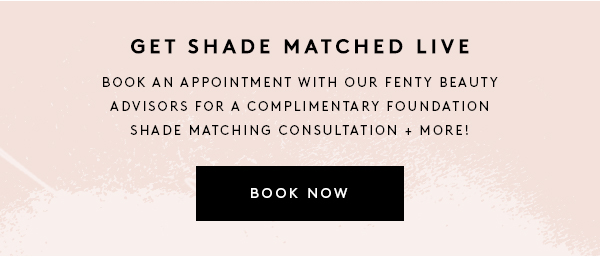 GET SHADE MATCHED LIVE
BOOK AN APPOINTMENT WITH OUR FENTY BEAUTY
ADVISORS FOR A COMPLIMENTARY FOUNDATION
SHADE MATCHING CONSULTATION + MORE!
BOOK NOW